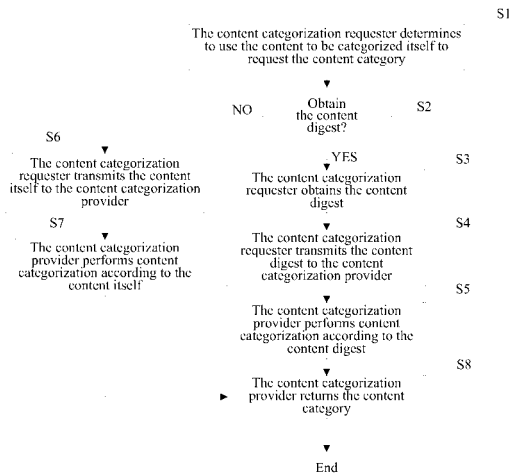 S1
The content categorization requester determines
to use the content to be categorized itself to
request the content category
NO
Obtain
the content
digest?
S2
S6
YES
S3
The content categorization
requester transmits the content
itself to the content categorization
provider
The content categorization
requester obtains the content
digest
S7
S4
The content categorization
provider performs content
categorization according to the
content itself
The content categorization
requester transmits the content
digest to the content
categorization provider
S5
The content categorization
provider performs content
categorization according to the
content digest
S8
The content categorization
provider returns the content
category
End